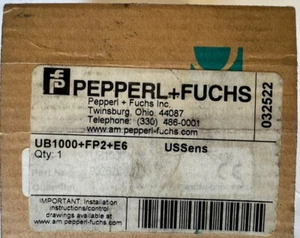 PEPPERL+FUCHS
Pepperl + Fuchs Inc.
Twinsburg, Ohio 44087
Telephone: (330) 486-0001
www.am.pepperl-fuchs.com
032522
UB1000+FP2+E6 USSens
Qty: 1
IMPORTANT: Installation
instructions/control
drawings available at
www.am.pepperl-fuchs.com